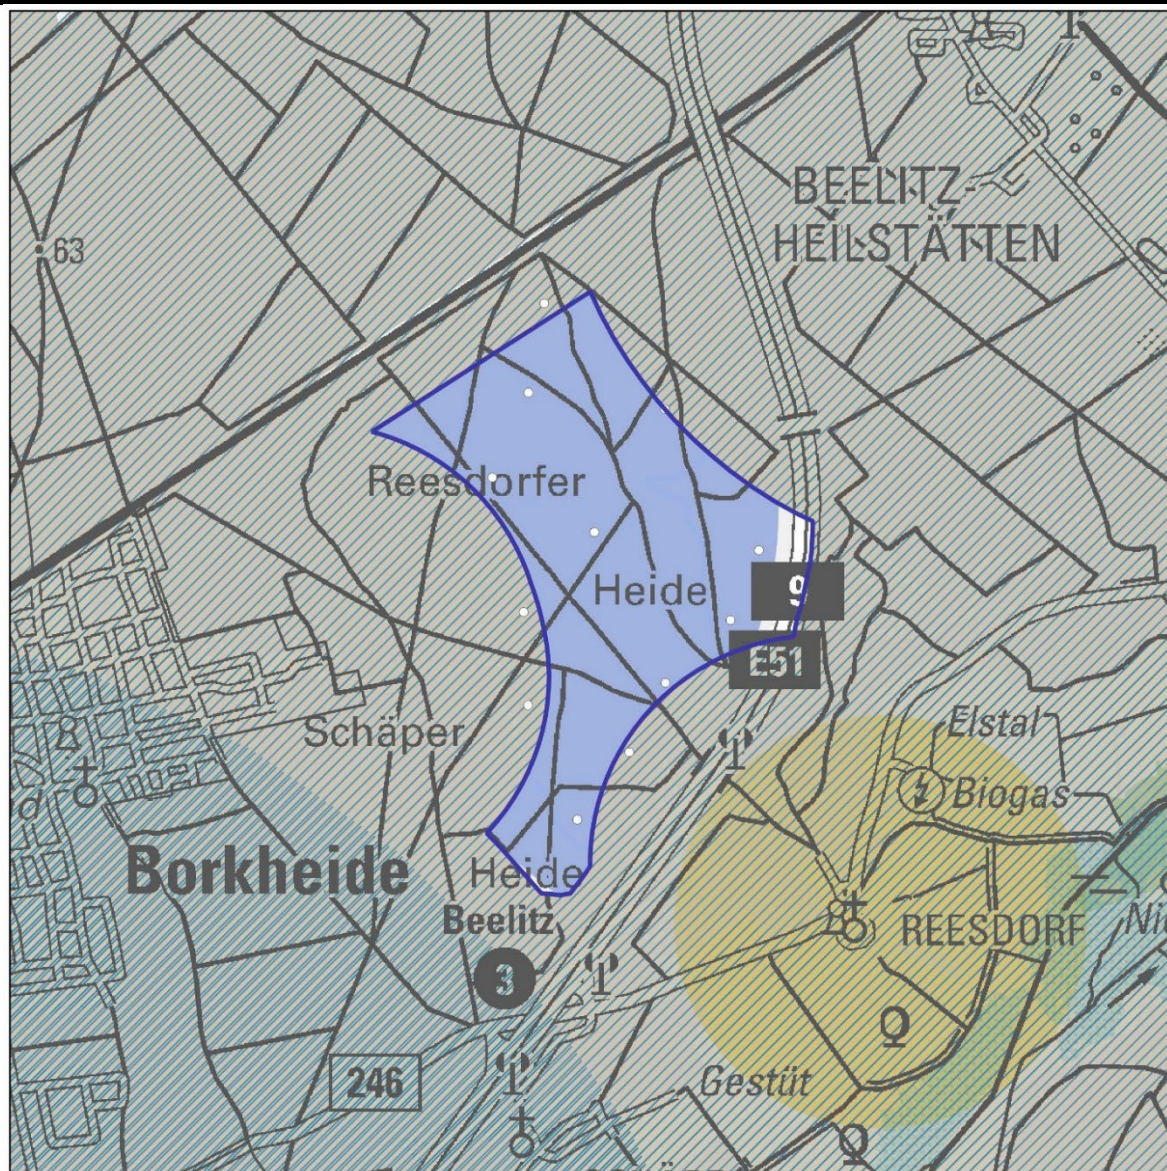 BEELITZ-
HEILSTÄTTEN
63
Reesdorfer
Heide
9
E51
Schäper
Elstal
Biogas
Borkheide
Heide
Beelitz
3
REESDORF
246
Gestüt